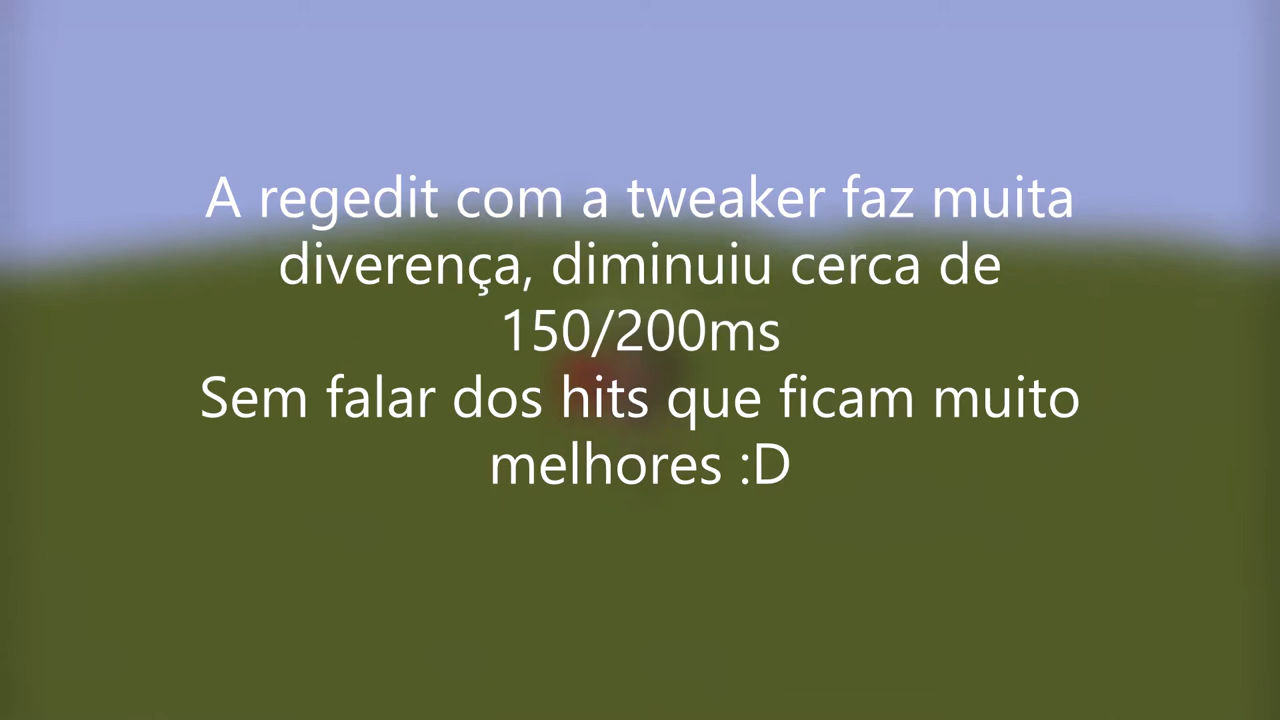 A regedit com a tweaker faz muita
diverença, diminuiu cerca de
150/200ms
Sem falar dos hits que ficam muito
melhores :D